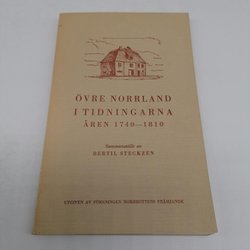 ÖVRE NORRLAND
I TIDNINGARNA
ÅREN 1740—1810
Sammanställt av
BERTIL STECKZÉN
UTGIVEN AV FÖRENINGEN NORRBOTTENS FRÄMJANDE